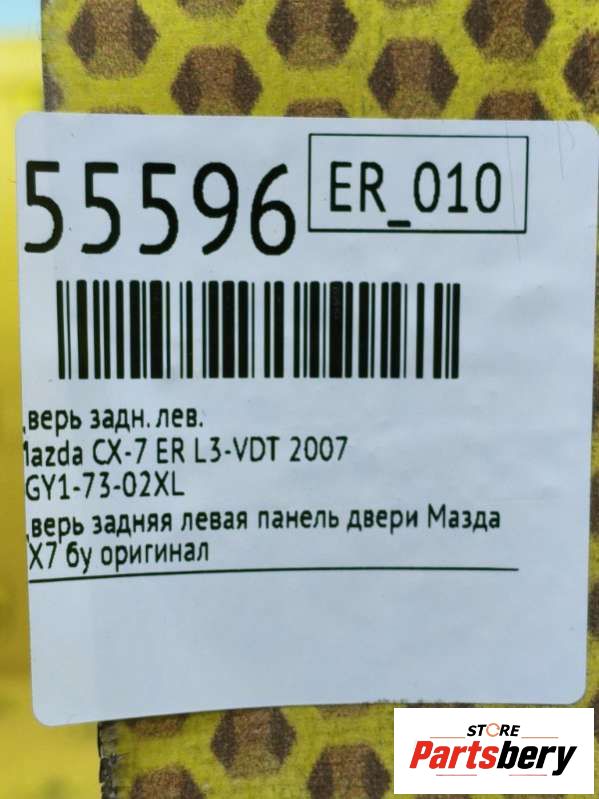 55596
ER_010
верь задн. лев.
azda CX-7 ER L3-VDT 2007
GY1-73-02XL
верь задняя левая панель двери Мазда
X7 бу оригинал
STORE
Partsbery